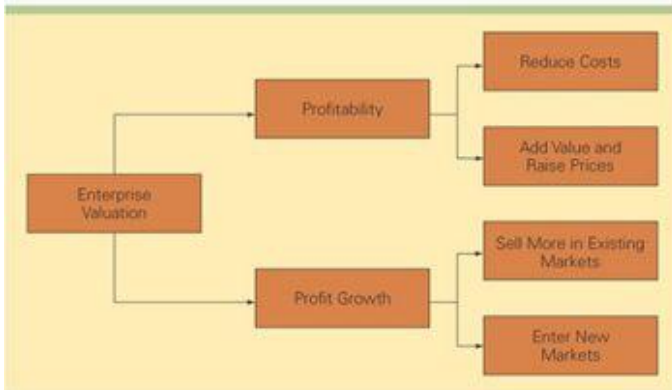 Reduce Costs
Profitability
Add Value and
Raise Prices
Enterprise
Valuation
Sell More in Existing
Markets
Profit Growth
Enter New
Markets